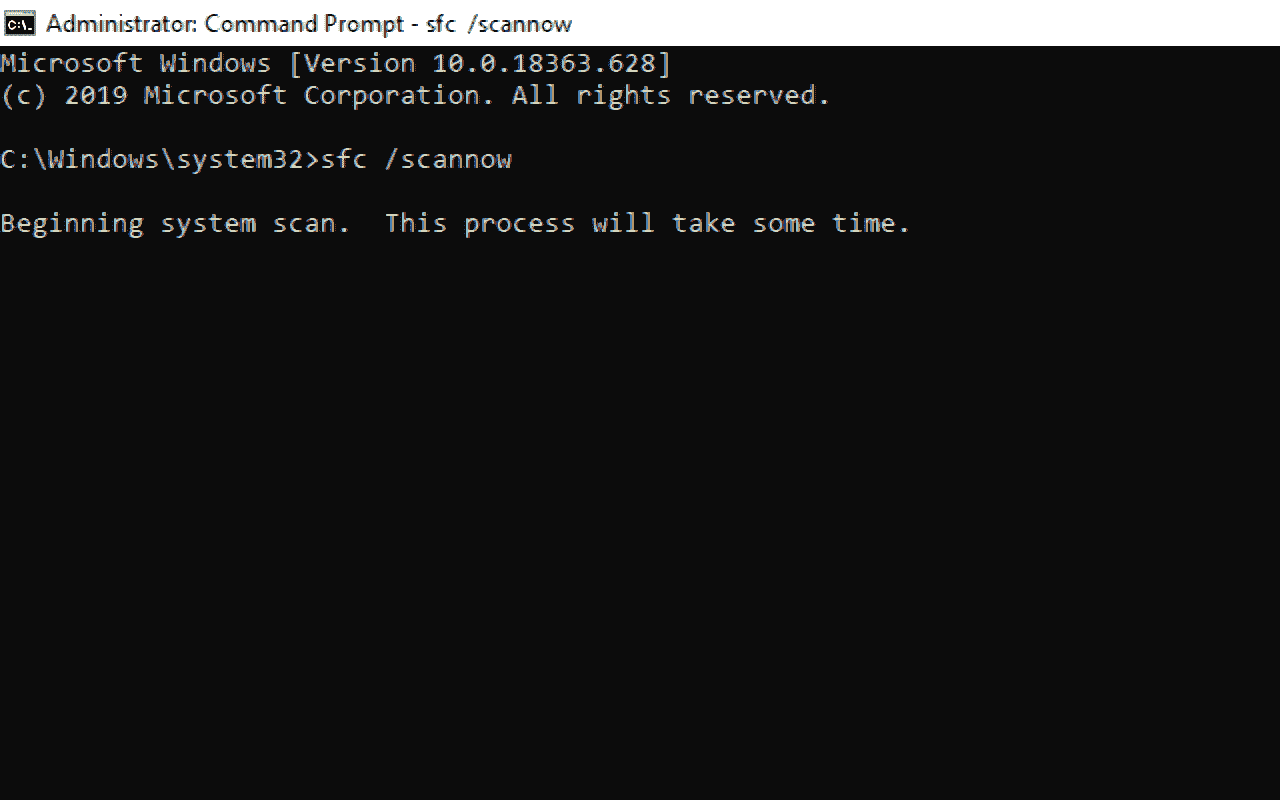 Administrator: Command Prompt - sfc /scannow
Microsoft Windows [Version 10.0.18363.628]
(c) 2019 Microsoft Corporation. All rights reserved.
C:\Windows\system32>sfc /scannow
Beginning system scan.  This process will take some time.